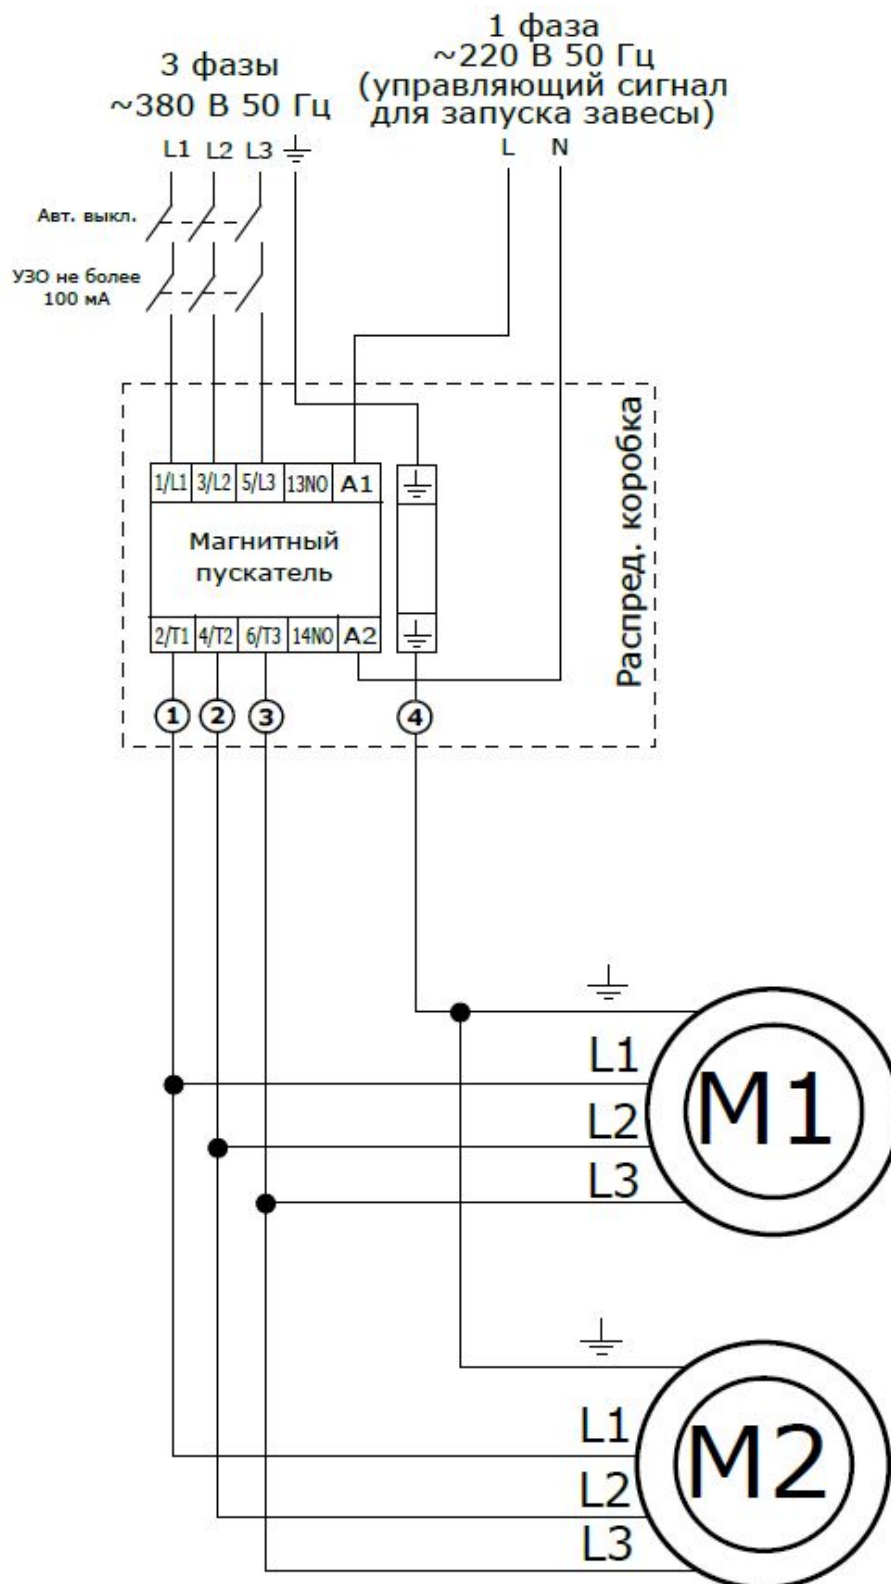 1 фаза
~220 В 50 Гц
(управляющий сигнал
для запуска завесы)
3 фазы
~380 В 50 Гц
L1 L2 L3
L N
Авт. выкл.
УЗО не более
100 мА
Распред. коробка
1/L1 3/L2 5/L3 13NO A1
Магнитный
пускатель
2/T1 4/T2 6/T3 14NO A2
1 2 3 4
L1
M1
L2
L3
L1
M2
L2
L3